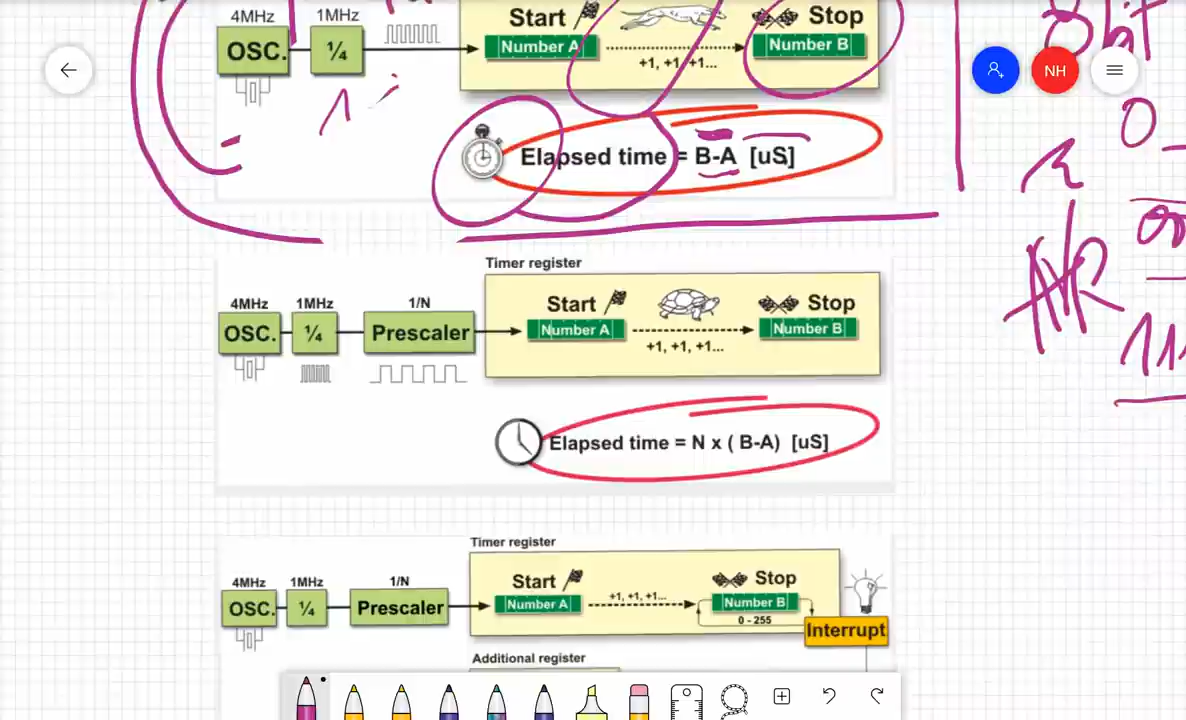 4MHz 1MHz Start Stop
OSC. 1/4 Number A Number B
+1, +1, +1...
8bit
NH
0
Elapsed time = B-A [uS]
Timer register
4MHz 1MHz 1/N Start Stop
OSC. 1/4 Prescaler Number A Number B
+1, +1, +1...
Elapsed time = N x ( B-A) [uS]
Timer register
4MHz 1MHz 1/N Start Stop
OSC. 1/4 Prescaler Number A +1, +1, +1... Number B
0 - 255
Interrupt
Additional register